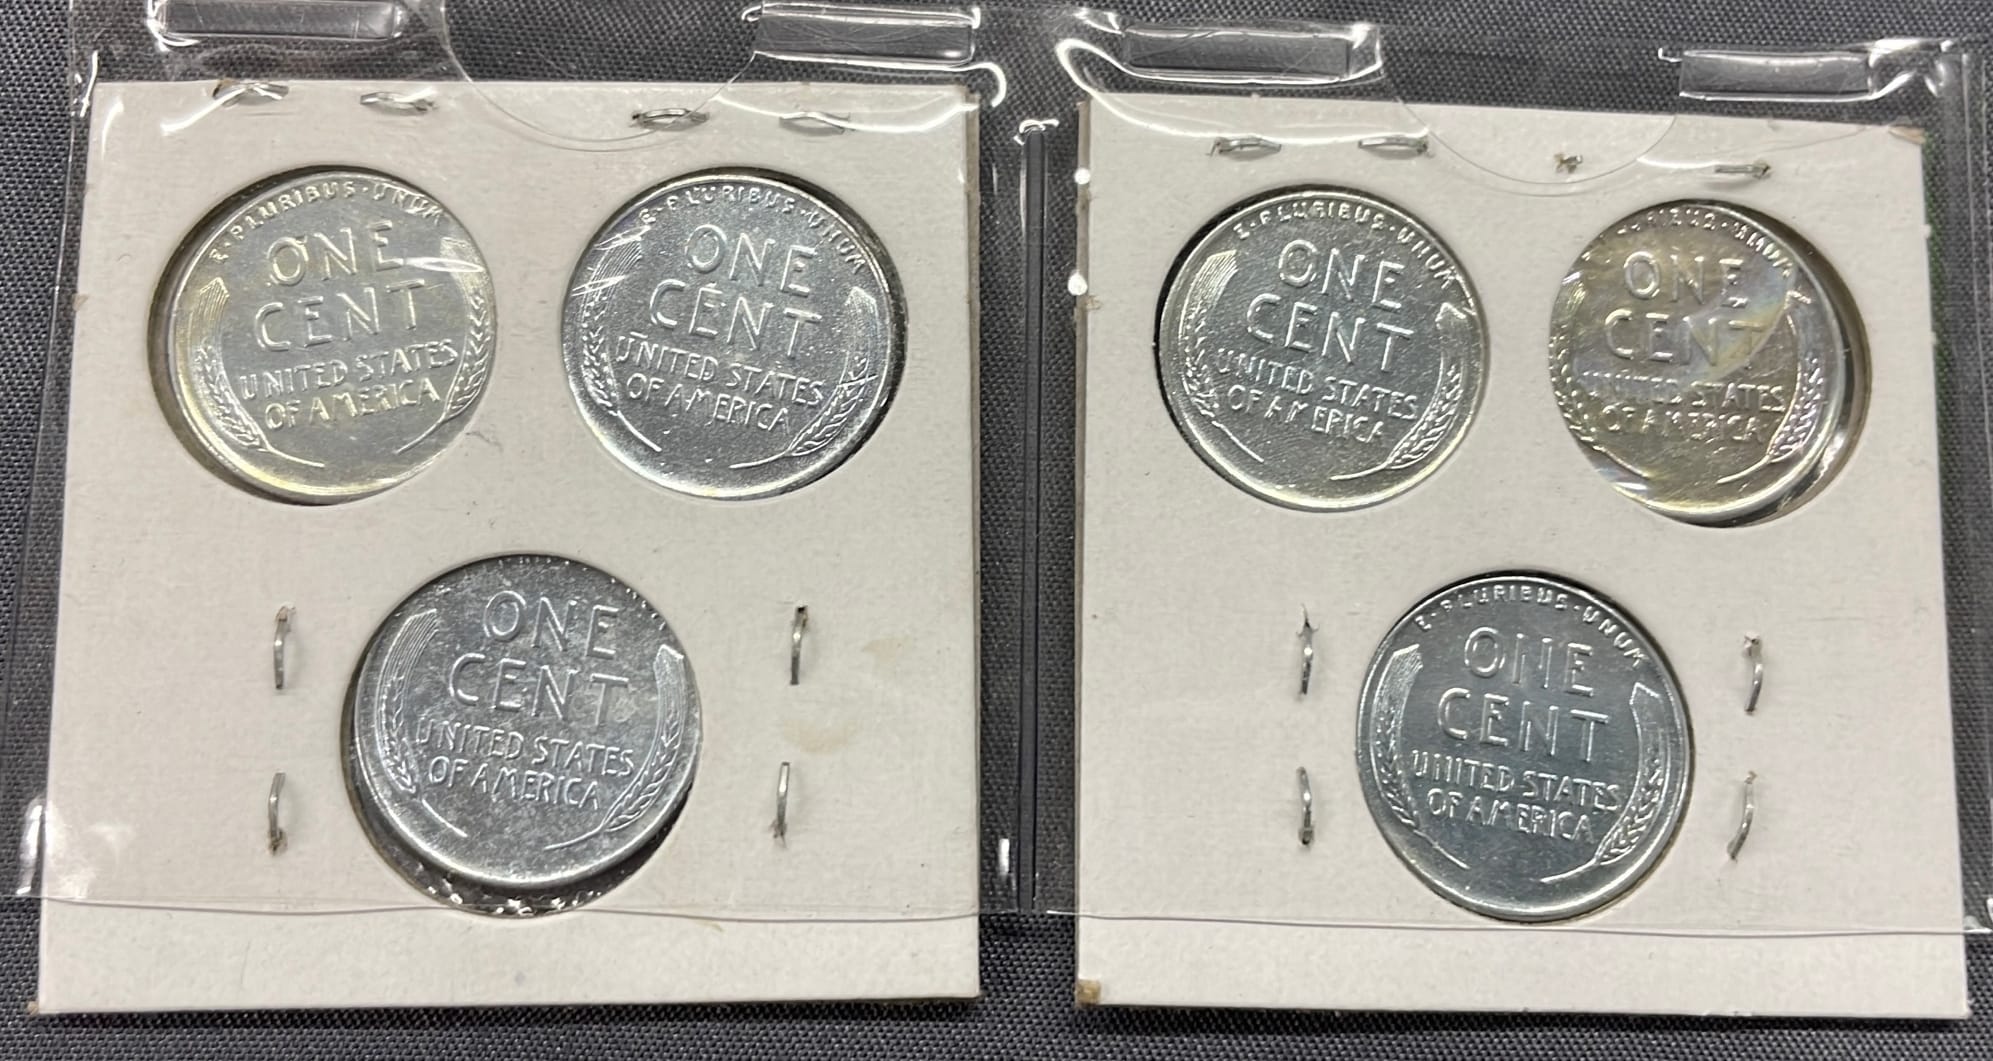 E·PLURIBUS·UNUM
ONE
CENT
UNITED STATES
OF AMERICA
E·PLURIBUS·UNUM
ONE
CENT
UNITED STATES
OF AMERICA
ONE
CENT
UNITED STATES
OF AMERICA
E·PLURIBUS·UNUM
ONE
CENT
UNITED STATES
OF AMERICA
UNUM
ONE
CENT
UNITED STATES
OF AMERICA
E·PLURIBUS·UNUM
ONE
CENT
UNITED STATES
OF AMERICA